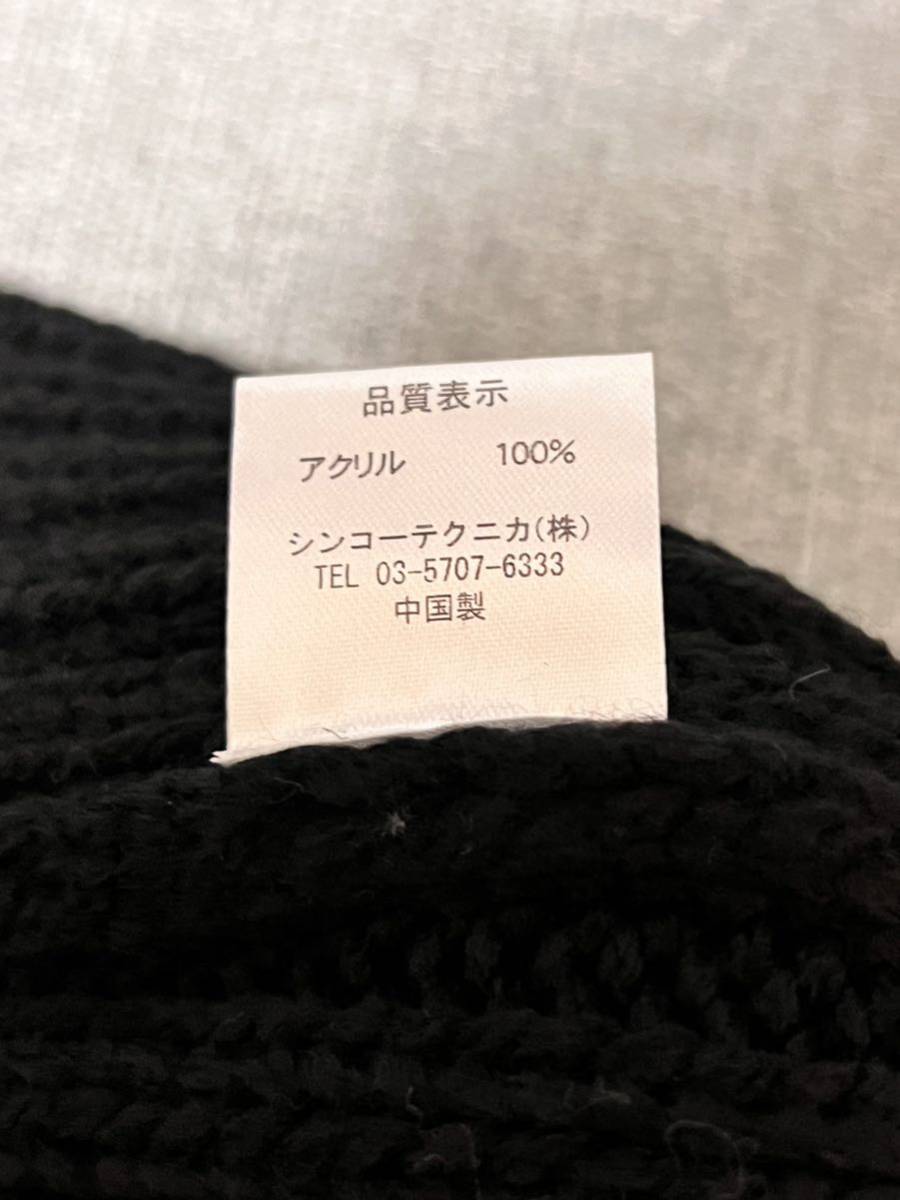 品質表示
アクリル 100%
シンコーテクニカ(株)
TEL 03-5707-6333
中国製